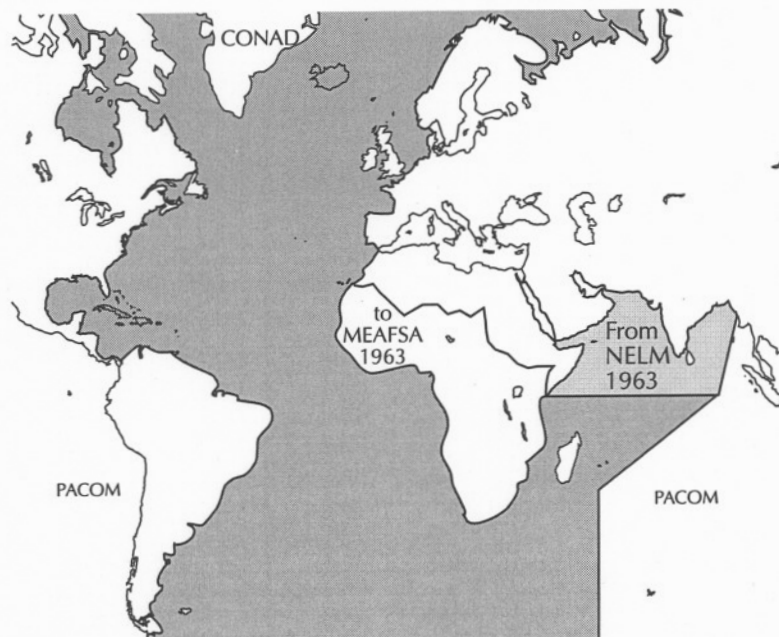 CONAD
to
MEAFSA
1963
From
NELM
1963
PACOM
PACOM